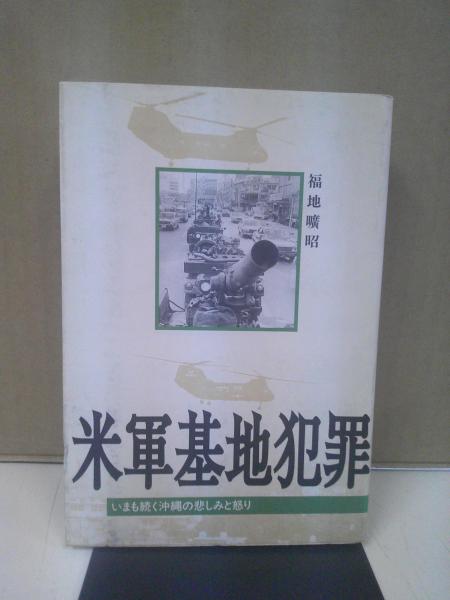 福地曠昭
米軍基地犯罪
いまも続く沖縄の悲しみと怒り